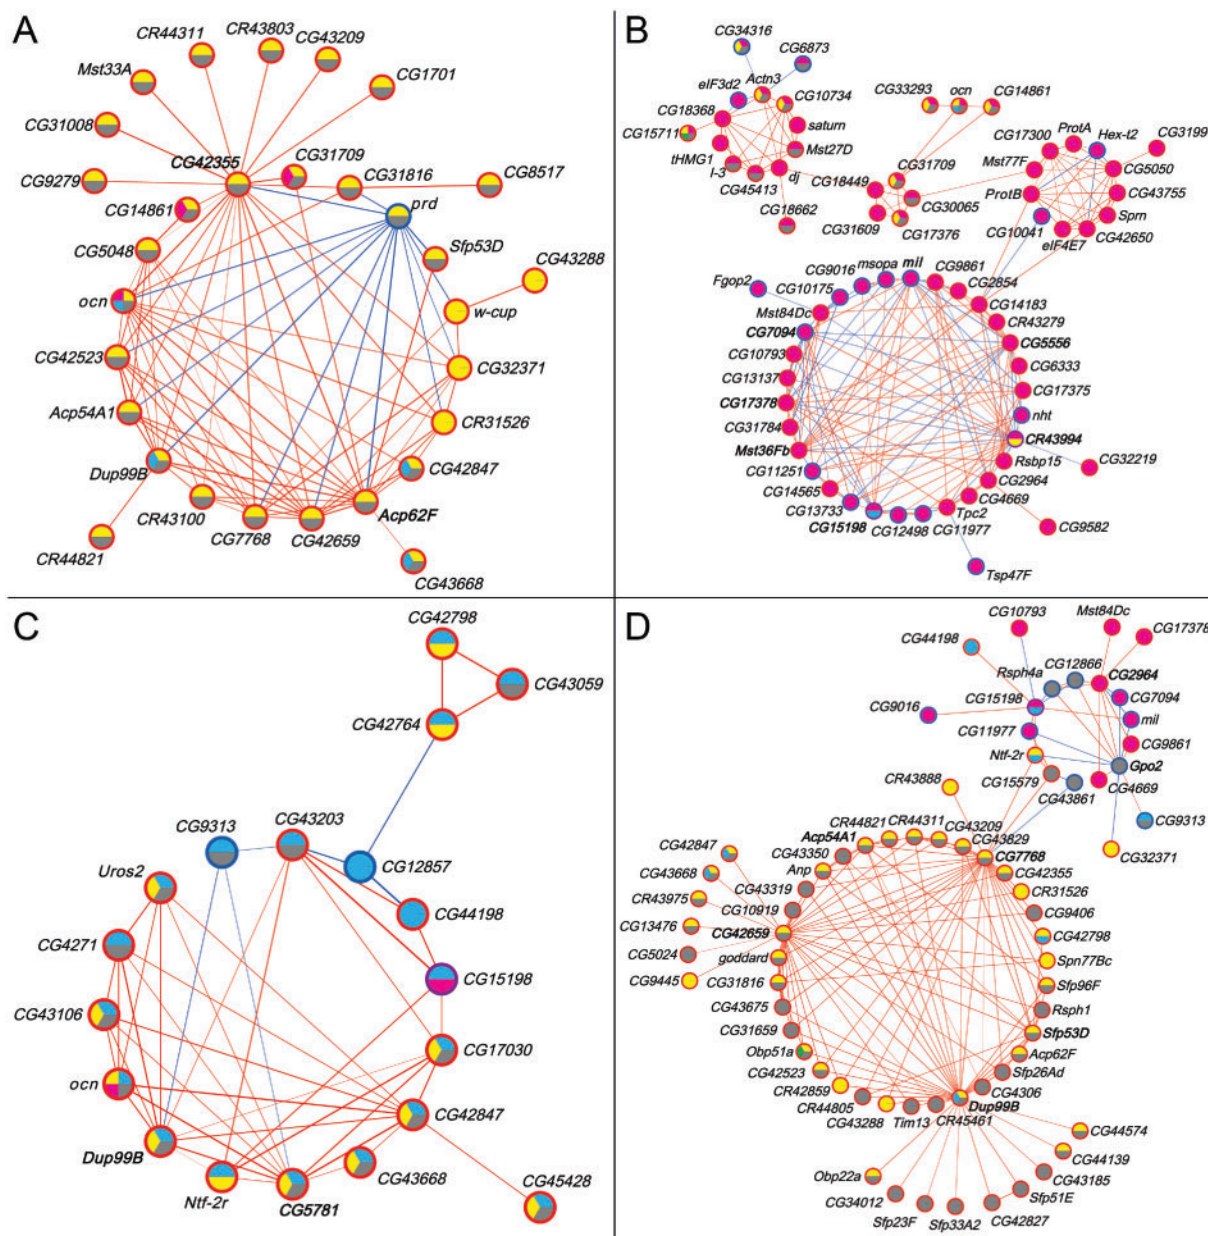 A
CR44311
CR43803
CG43209
Mst33A
CG1701
CG31008
CG42355
CG31709
CG31816
CG8517
CG9279
CG14861
prd
CG5048
Sfp53D
CG43288
ocn
w-cup
CG42523
CG32371
Acp54A1
CR31526
Dup99B
CG42847
CR43100
Acp62F
CG7768
CG42659
CR44821
CG43668
B
CG34316
CG6873
eIF3d2
Actn3
CG10734
CG18368
saturn
CG15711
Mst27D
tHMG1
l-3
CG45413
dj
CG18662
CG33293
ocn
CG14861
CG31709
CG18449
CG30065
CG31609
CG17376
ProtA
Hex-t2
CG17300
CG3199
Mst77F
CG5050
ProtB
CG43755
Sprn
CG10041
CG42650
eIF4E7
Fgop2
CG9016
msopa
mil
CG9861
CG10175
CG2854
Mst84Dc
CG14183
CG7094
CR43279
CG5556
CG10793
CG6333
CG13137
CG17375
CG17378
nht
CG31784
CR43994
Mst36Fb
Rsbp15
CG32219
CG11251
CG2964
CG14565
CG4669
CG13733
Tpc2
CG9582
CG15198
CG12498
CG11977
Tsp47F
C
CG42798
CG43059
CG42764
CG9313
CG43203
CG12857
Uros2
CG44198
CG4271
CG15198
CG43106
CG17030
ocn
CG42847
Dup99B
CG43668
Ntf-2r
CG5781
CG45428
D
CG10793
Mst84Dc
CG44198
CG17378
CG12866
Rsph4a
CG2964
CG15198
CG7094
CG9016
mil
CG11977
CG9861
Ntf-2r
Gpo2
CG15579
CG4669
CR43888
CG43861
CG9313
CG32371
CR44821
CR44311
CG43209
Acp54A1
CG43829
CG42847
CG43350
CG7768
CG43668
Anp
CG42355
CR43975
CG43319
CR31526
CG10919
CG9406
CG13476
CG42659
CG42798
CG5024
goddard
Spn77Bc
CG9445
CG31816
Sfp96F
CG43675
Rsph1
CG31659
Sfp53D
Obp51a
Acp62F
CG42523
Sfp26Ad
CR42859
CG4306
CR44805
Dup99B
CG43288
Tim13
CR45461
CG44574
CG44139
Obp22a
CG43185
CG34012
Sfp51E
Sfp23F
Sfp33A2
CG42827